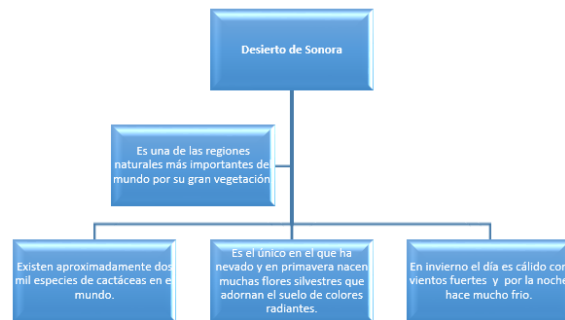 Desierto de Sonora
Es una de las regiones
naturales más importantes de
mundo por su gran vegetación
Existen aproximadamente dos
mil especies de cactáceas en e
mundo.
Es el único en el que ha
nevado y en primavera nacen
muchas flores silvestres que
adornan el suelo de colores
radiantes.
En invierno el día es cálido con
vientos fuertes y por la noche
hace mucho frio.